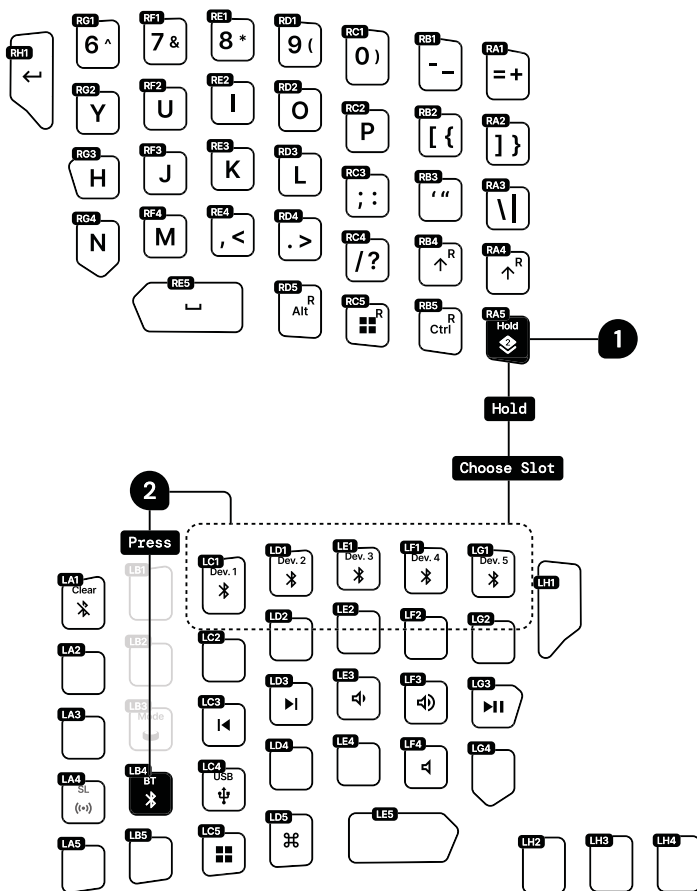 RG1 RF1 RE1 RD1 RC1 RB1 RA1
RH1 6 ^ 7 & 8 * 9 ( 0 ) - _ = +
RG2 RF2 RE2 RD2 RC2 RB2 RA2
Y U I O P [ { ] }
RG3 RF3 RE3 RD3 RC3 RB3 RA3
H J K L ; : ‘ “ \ |
RG4 RF4 RE4 RD4 RC4 RB4 RA4
N M , < . > / ? R R
RE5 RD5 RC5 RB5 RA5
R R R Hold
Alt Ctrl 2
1
Hold
Choose Slot
2
Press
LA1 LB1 LC1 LD1 LE1 LF1 LG1 LH1
Clear Dev. 1 Dev. 2 Dev. 3 Dev. 4 Dev. 5
LA2 LB2 LC2 LD2 LE2 LF2 LG2
LA3 LB3 LC3 LD3 LE3 LF3 LG3
Mode
LA4 LB4 LC4 LD4 LE4 LF4 LG4
SL BT USB
LA5 LB5 LC5 LD5 LE5 LH2 LH3 LH4
⌘